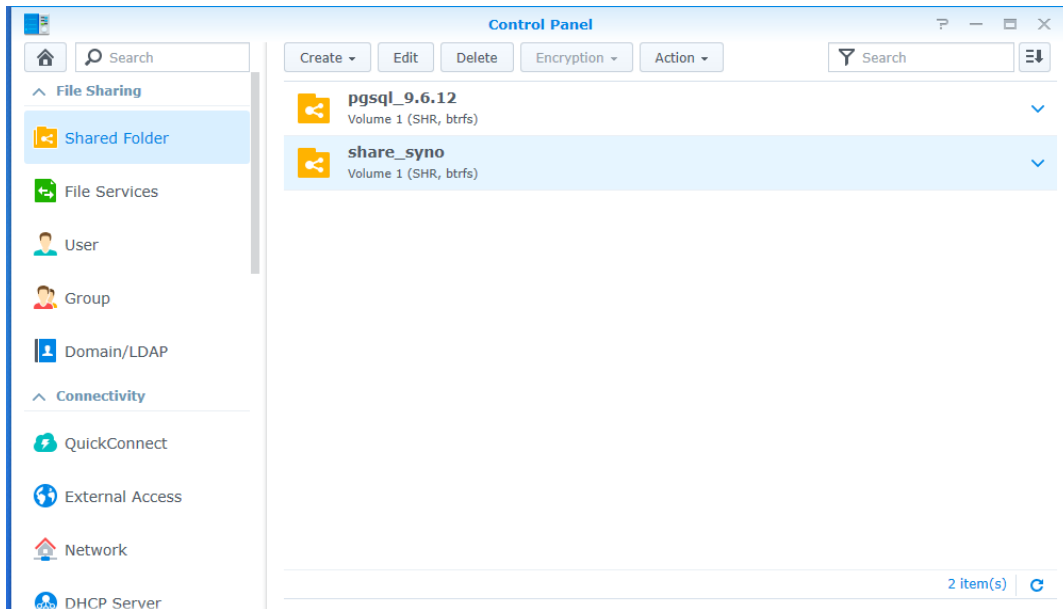 Control Panel
Search
Create Edit Delete Encryption Action Search
File Sharing
Shared Folder
File Services
User
Group
Domain/LDAP
Connectivity
QuickConnect
External Access
Network
DHCP Server
pgsql_9.6.12
Volume 1 (SHR, btrfs)
share_syno
Volume 1 (SHR, btrfs)
2 item(s)